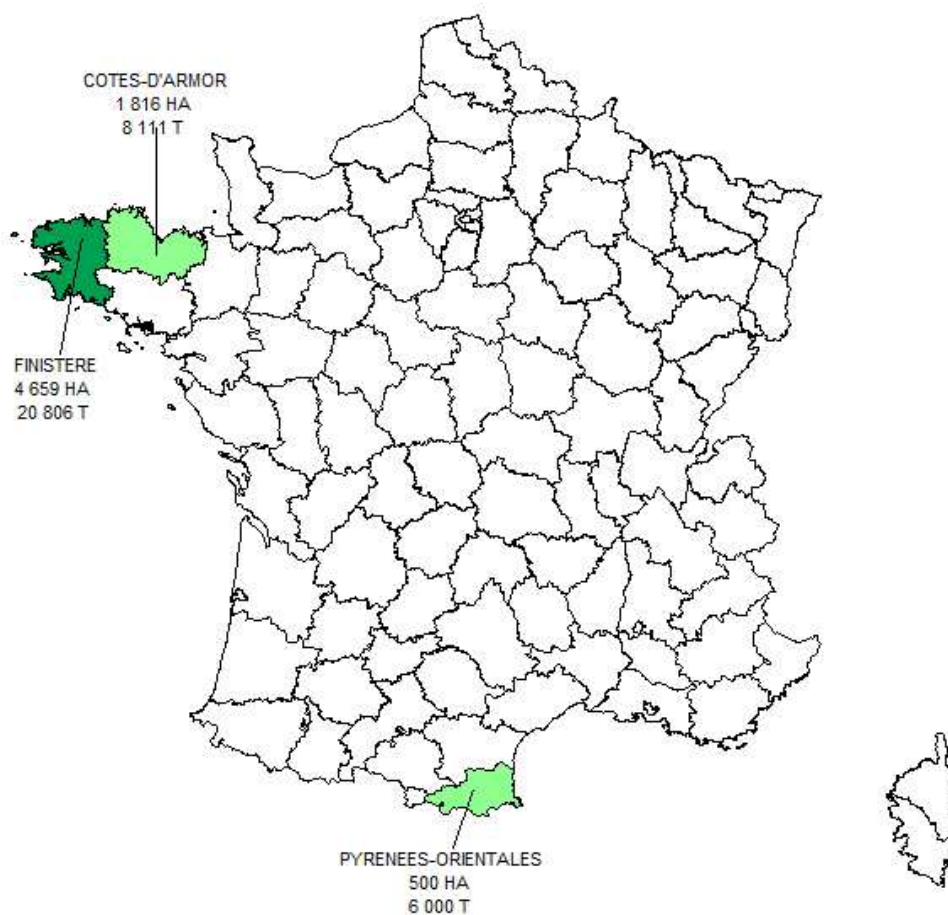 COTES-D'ARMOR
1 816 HA
8 111 T
FINISTERE
4 659 HA
20 806 T
PYRENEES-ORIENTALES
500 HA
6 000 T